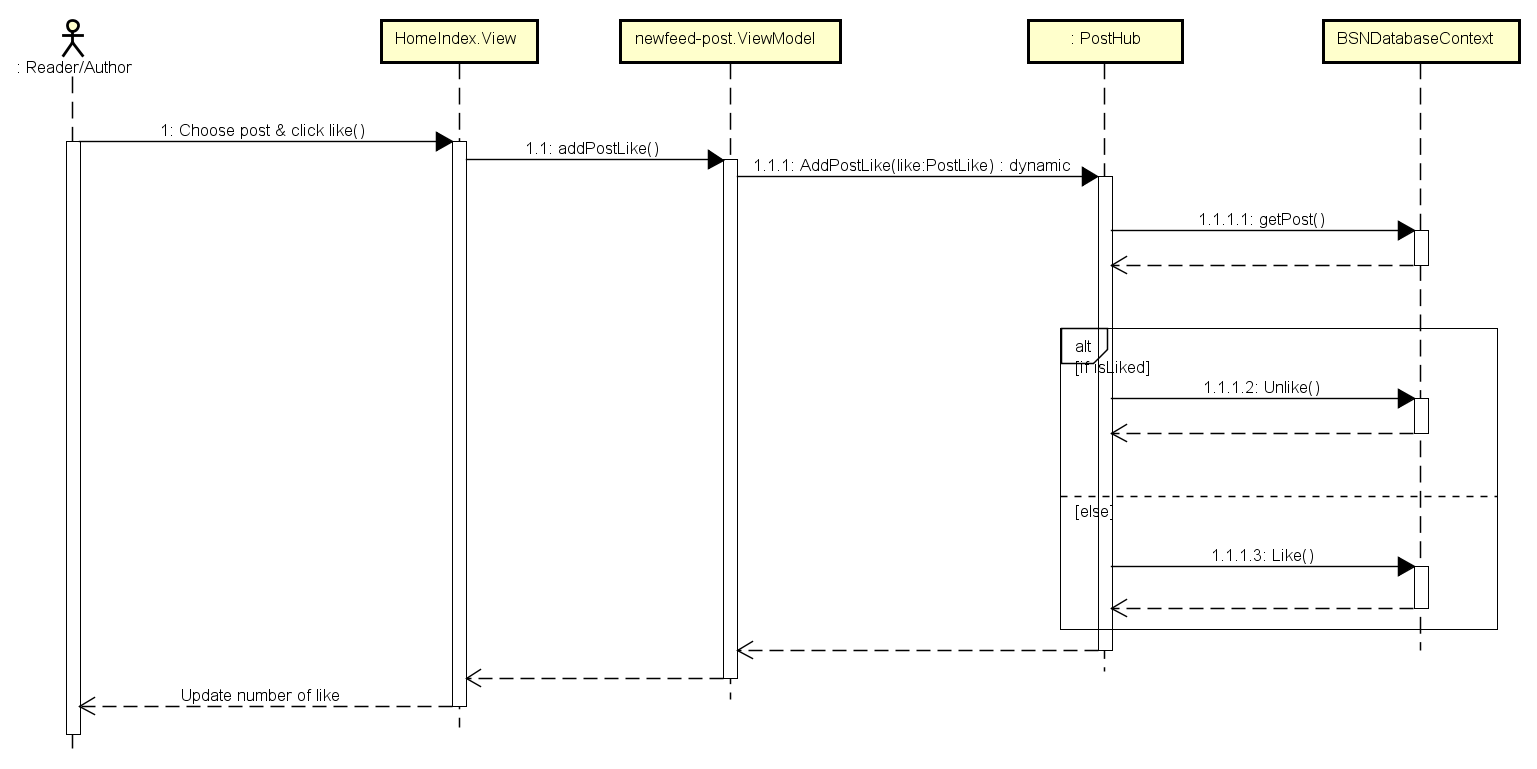 HomeIndex.View
newfeed-post.ViewModel
: PostHub
BSNDatabaseContext
: Reader/Author
1: Choose post & click like()
1.1: addPostLike()
1.1.1: AddPostLike(like:PostLike) : dynamic
1.1.1.1: getPost()
alt
[if isLiked]
1.1.1.2: Unlike()
[else]
1.1.1.3: Like()
Update number of like